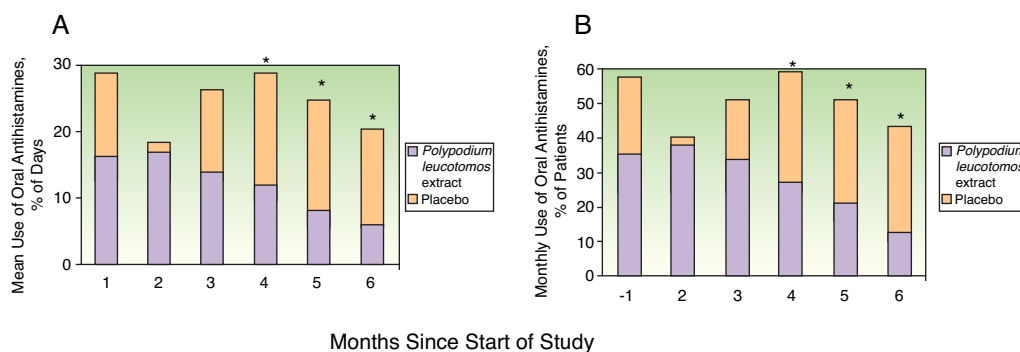 A
Mean Use of Oral Antihistamines,
% of Days
30
20
10
0
1 2 3 4 5 6
* * *
Polypodium
leucotomos
extract
Placebo
B
Monthly Use of Oral Antihistamines,
% of Patients
60
50
40
30
20
10
0
-1 2 3 4 5 6
* * *
Polypodium
leucotomos
extract
Placebo
Months Since Start of Study